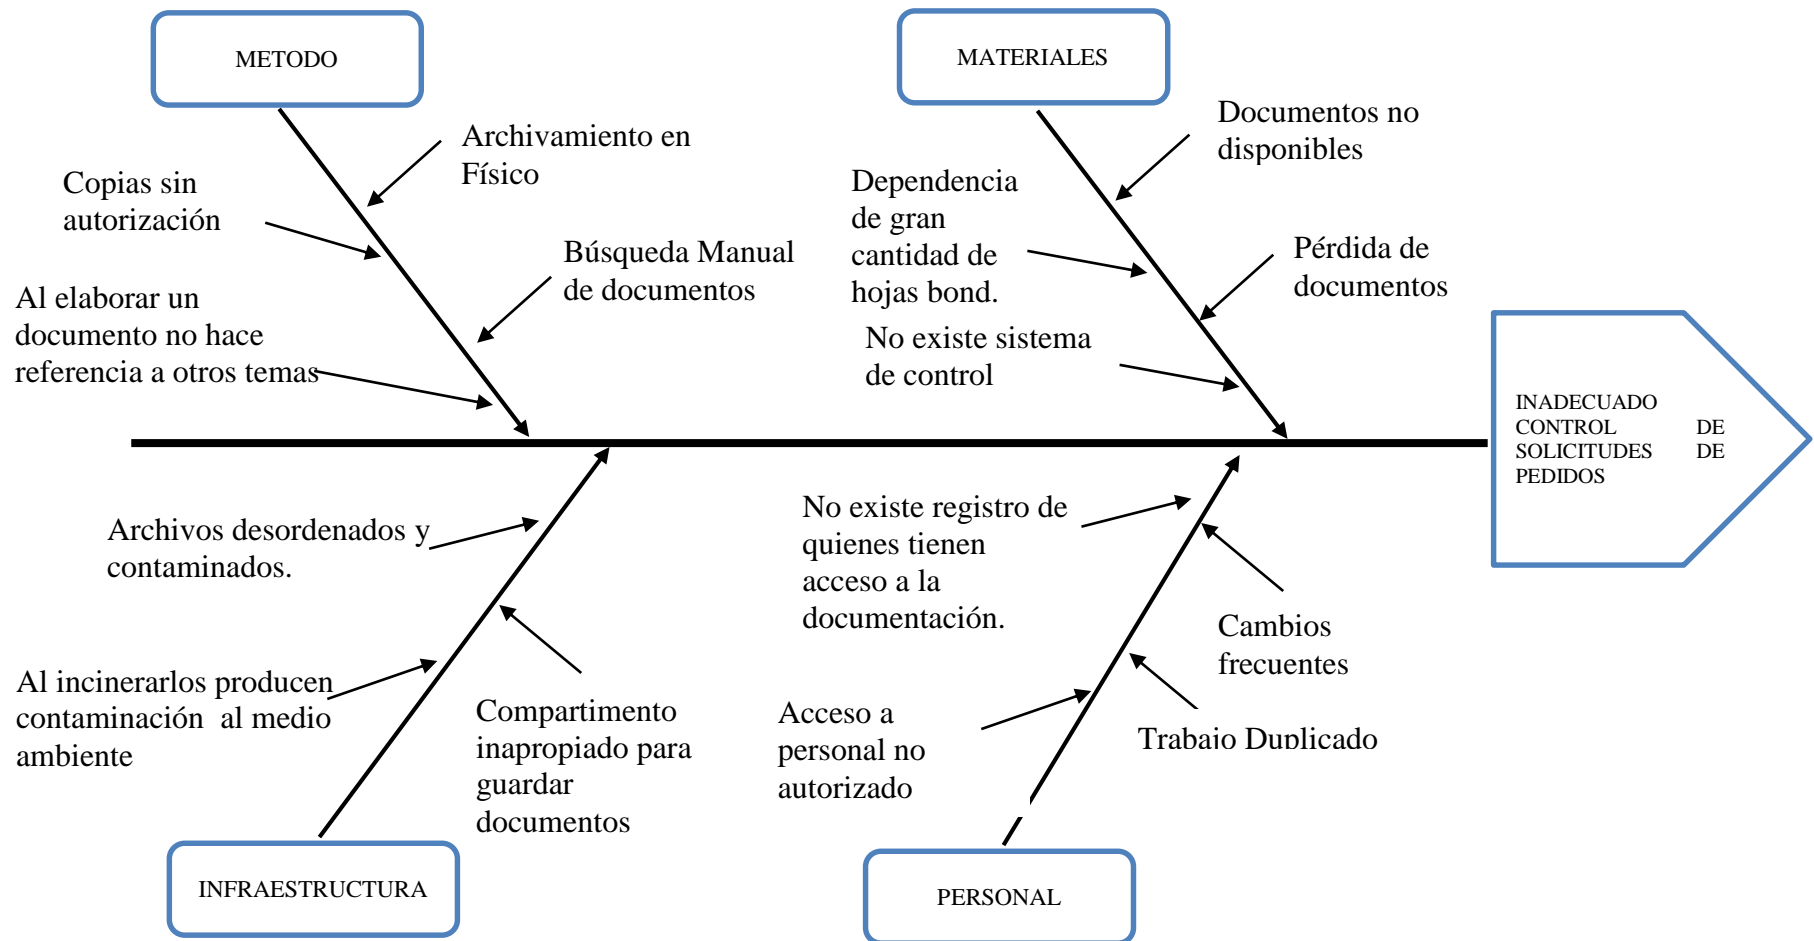 METODO
MATERIALES
Archivamiento en
Físico
Copias sin
autorización
Búsqueda Manual
de documentos
Al elaborar un
documento no hace
referencia a otros temas
Documentos no
disponibles
Dependencia
de gran
cantidad de
hojas bond.
Pérdida de
documentos
No existe sistema
de control
INADECUADO
CONTROL DE
SOLICITUDES DE
PEDIDOS
Archivos desordenados y
contaminados.
Al incinerarlos producen
contaminación al medio
ambiente
Compartimento
inapropiado para
guardar
documentos
No existe registro de
quienes tienen
acceso a la
documentación.
Cambios
frecuentes
Acceso a
personal no
autorizado
Trabajo Duplicado
INFRAESTRUCTURA
PERSONAL